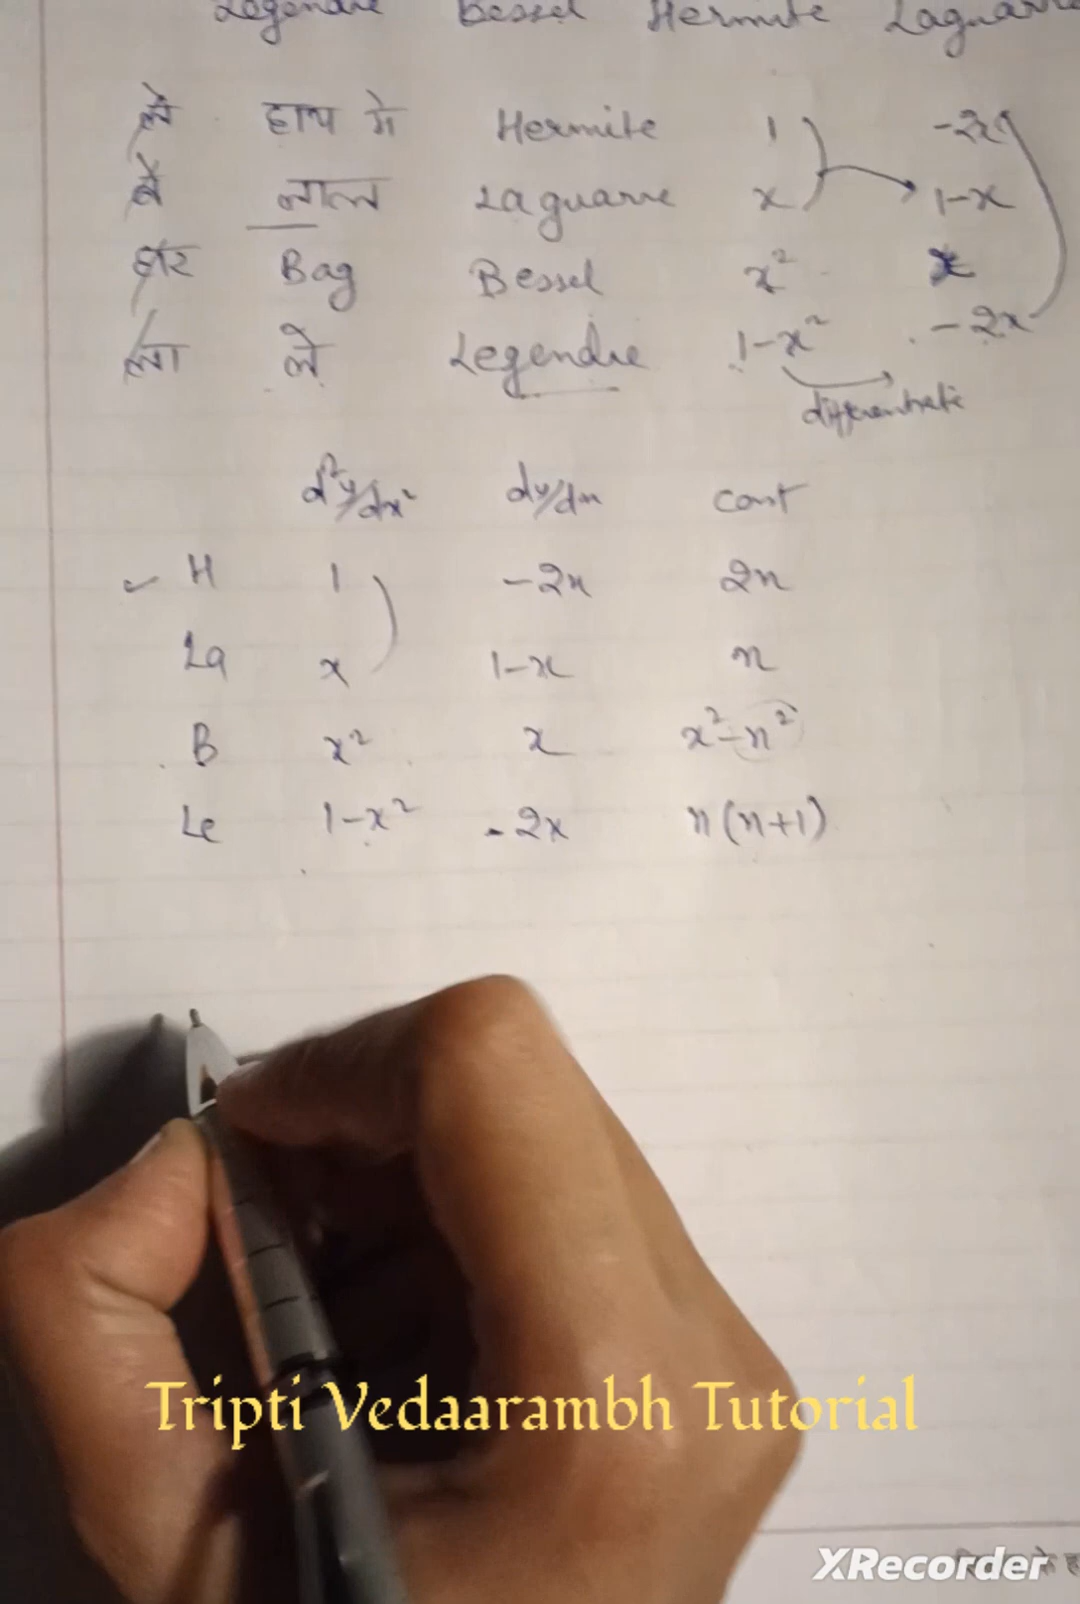 Legendre Bessel Hermite Laguarre
ले हाथ में Hermite 1 -2x
बे लाल Laguarre x 1-x
हार Bag Bessel x² x
ला ले Legendre 1-x² -2x
differentiate
d²y/dx² dy/dx const
H 1 -2x 2n
La x 1-x n
B x² x x²-n²
Le 1-x² -2x n(n+1)
Tripti Vedaarambh Tutorial
XRecorder